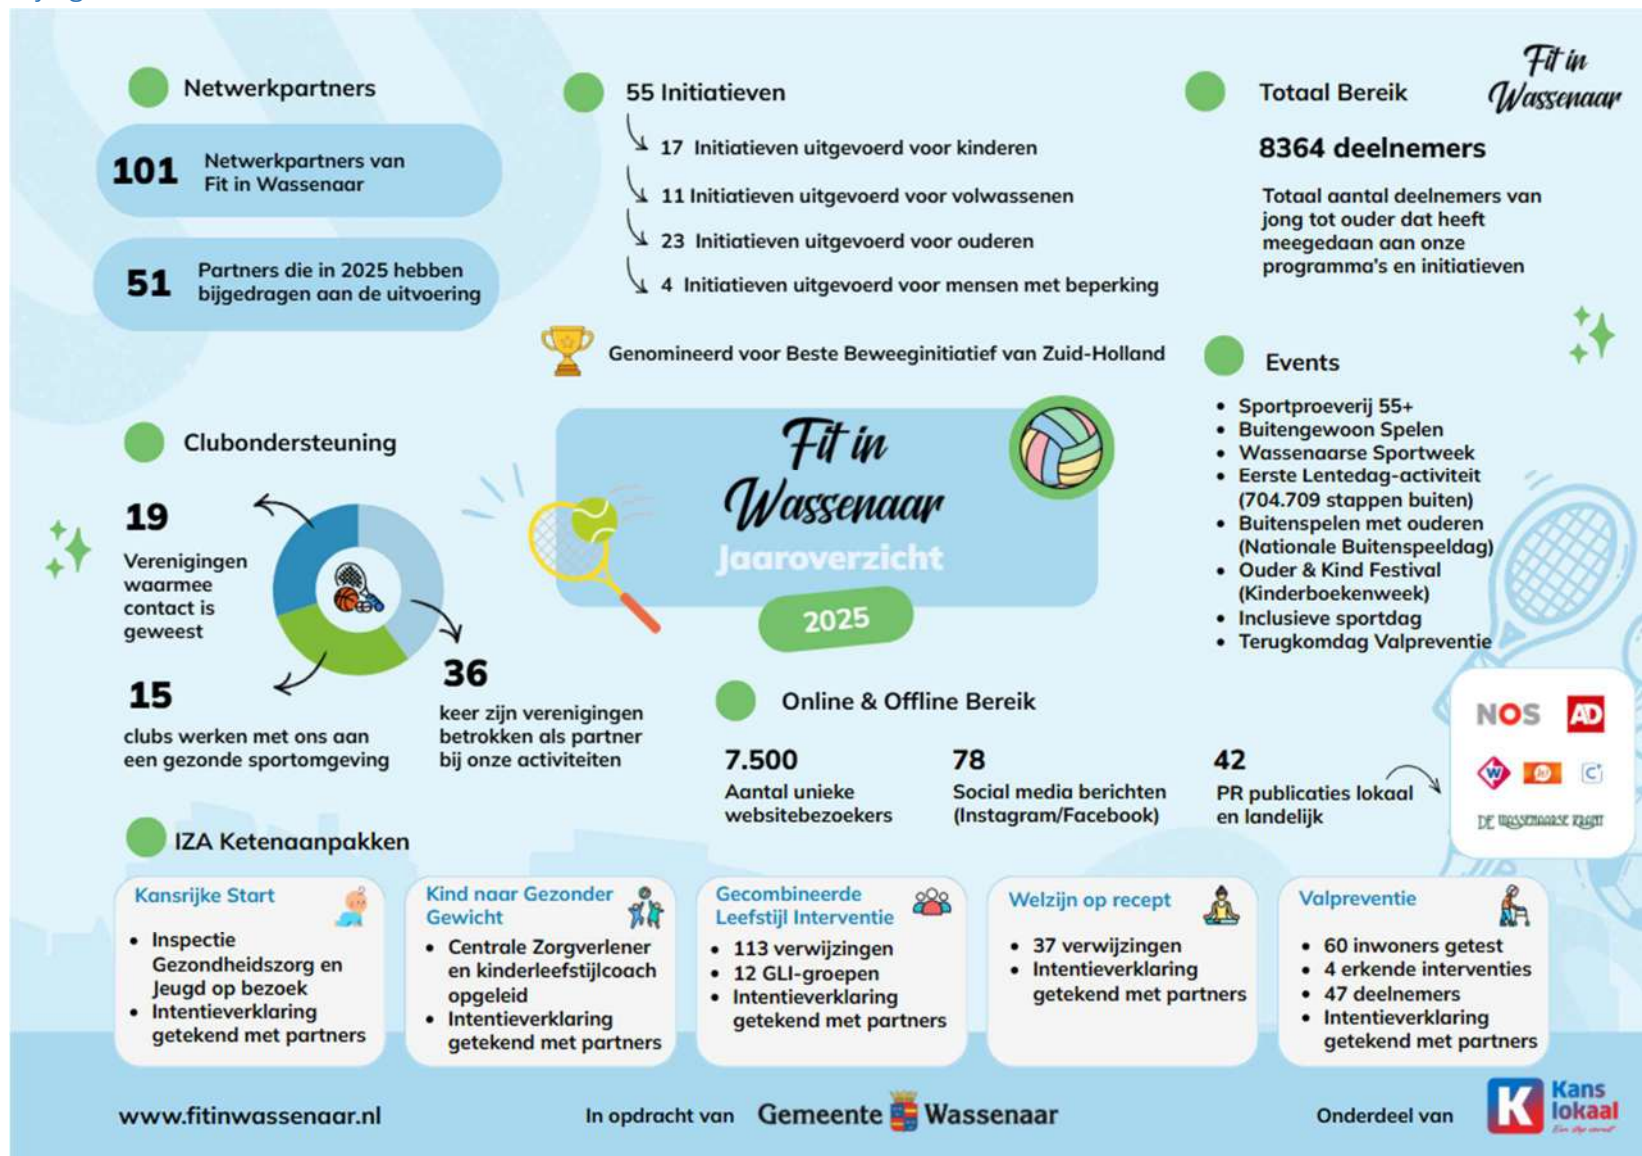 Netwerkpartners
101
Netwerkpartners van
Fit in Wassenaar
51
Partners die in 2025 hebben
bijgedragen aan de uitvoering
55 Initiatieven
17 Initiatieven uitgevoerd voor kinderen
11 Initiatieven uitgevoerd voor volwassenen
23 Initiatieven uitgevoerd voor ouderen
4 Initiatieven uitgevoerd voor mensen met beperking
Genomineerd voor Beste Beweeginitiatief van Zuid-Holland
Totaal Bereik
Fit in
Wassenaar
8364 deelnemers
Totaal aantal deelnemers van
jong tot ouder dat heeft
meegedaan aan onze
programma's en initiatieven
Events
• Sportproeverij 55+
• Buitengewoon Spelen
• Wassenaarse Sportweek
• Eerste Lentedag-activiteit
(704.709 stappen buiten)
• Buitenspelen met ouderen
(Nationale Buitenspeeldag)
• Ouder & Kind Festival
(Kinderboekenweek)
• Inclusieve sportdag
• Terugkomdag Valpreventie
Clubondersteuning
19
Verenigingen
waarmee
contact is
geweest
15
clubs werken met ons aan
een gezonde sportomgeving
36
keer zijn verenigingen
betrokken als partner
bij onze activiteiten
Fit in
Wassenaar
Jaaroverzicht
2025
Online & Offline Bereik
7.500
Aantal unieke
websitebezoekers
78
Social media berichten
(Instagram/Facebook)
42
PR publicaties lokaal
en landelijk
NOS AD
W
C
DE WASSENAARSE KRANT
IZA Ketenaanpakken
Kansrijke Start
• Inspectie
Gezondheidszorg en
Jeugd op bezoek
• Intentieverklaring
getekend met partners
Kind naar Gezonder
Gewicht
• Centrale Zorgverlener
en kinderleefstijlcoach
opgeleid
• Intentieverklaring
getekend met partners
Gecombineerde
Leefstijl Interventie
• 113 verwijzingen
• 12 GLI-groepen
• Intentieverklaring
getekend met partners
Welzijn op recept
• 37 verwijzingen
• Intentieverklaring
getekend met partners
Valpreventie
• 60 inwoners getest
• 4 erkende interventies
• 47 deelnemers
• Intentieverklaring
getekend met partners
www.fitinwassenaar.nl
In opdracht van Gemeente Wassenaar
Onderdeel van
K Kans
lokaal